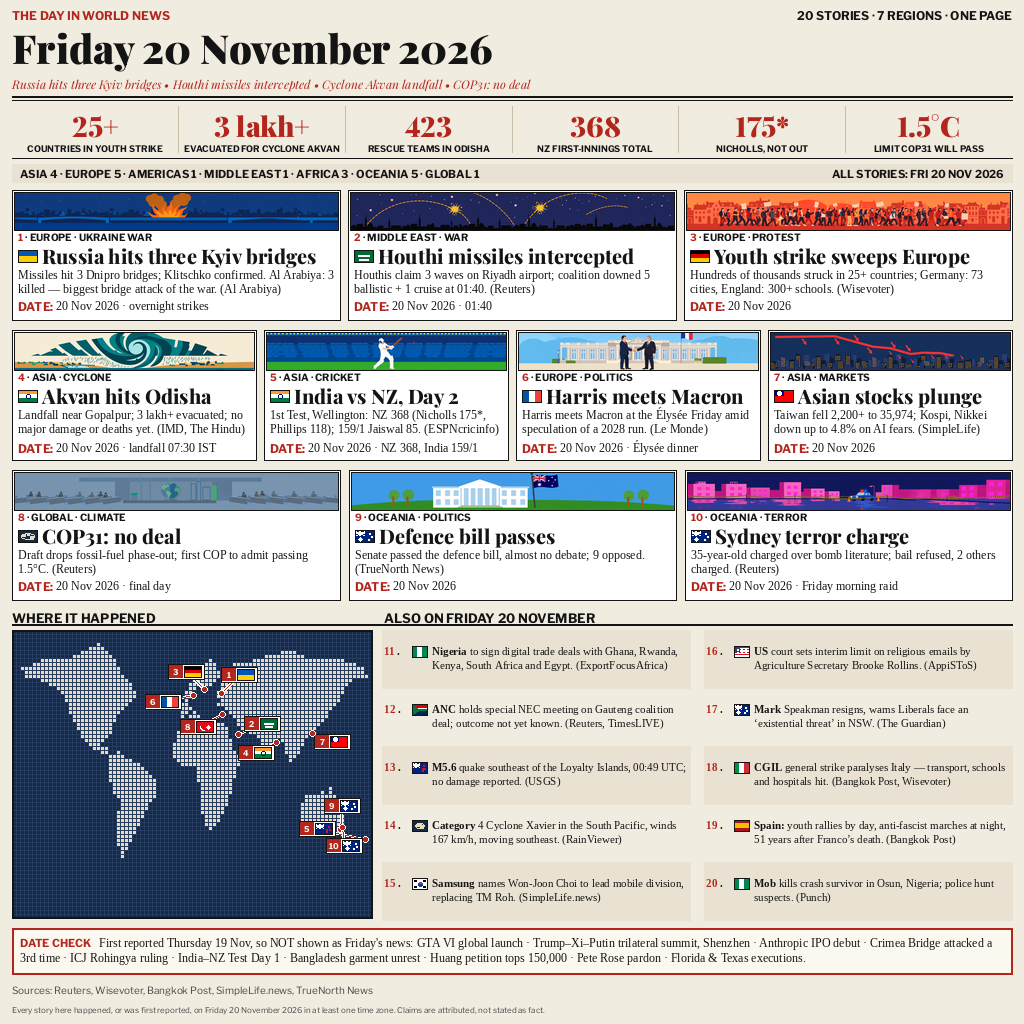 THE DAY IN WORLD NEWS
20 STORIES · 7 REGIONS · ONE PAGE
Friday 20 November 2026
Russia hits three Kyiv bridges • Houthi missiles intercepted • Cyclone Akvan landfall • COP31: no deal
25+
COUNTRIES IN YOUTH STRIKE
3 lakh+
EVACUATED FOR CYCLONE AKVAN
423
RESCUE TEAMS IN ODISHA
368
NZ FIRST-INNINGS TOTAL
175*
NICHOLLS, NOT OUT
1.5°C
LIMIT COP31 WILL PASS
ASIA 4 · EUROPE 5 · AMERICAS 1 · MIDDLE EAST 1 · AFRICA 3 · OCEANIA 5 · GLOBAL 1
ALL STORIES: FRI 20 NOV 2026
1 · EUROPE · UKRAINE WAR
Russia hits three Kyiv bridges
Missiles hit 3 Dnipro bridges; Klitschko confirmed. Al Arabiya: 3
killed — biggest bridge attack of the war. (Al Arabiya)
DATE: 20 Nov 2026 · overnight strikes
2 · MIDDLE EAST · WAR
Houthi missiles intercepted
Houthis claim 3 waves on Riyadh airport; coalition downed 5
ballistic + 1 cruise at 01:40. (Reuters)
DATE: 20 Nov 2026 · 01:40
3 · EUROPE · PROTEST
Youth strike sweeps Europe
Hundreds of thousands struck in 25+ countries; Germany: 73
cities, England: 300+ schools. (Wisevoter)
DATE: 20 Nov 2026
4 · ASIA · CYCLONE
Akvan hits Odisha
Landfall near Gopalpur; 3 lakh+ evacuated; no
major damage or deaths yet. (IMD, The Hindu)
DATE: 20 Nov 2026 · landfall 07:30 IST
5 · ASIA · CRICKET
India vs NZ, Day 2
1st Test, Wellington: NZ 368 (Nicholls 175*,
Phillips 118); 159/1 Jaiswal 85. (ESPNcricinfo)
DATE: 20 Nov 2026 · NZ 368, India 159/1
6 · EUROPE · POLITICS
Harris meets Macron
Harris meets Macron at the Élysée Friday amid
speculation of a 2028 run. (Le Monde)
DATE: 20 Nov 2026 · Élysée dinner
7 · ASIA · MARKETS
Asian stocks plunge
Taiwan fell 2,200+ to 35,974; Kospi, Nikkei
down up to 4.8% on AI fears. (SimpleLife)
DATE: 20 Nov 2026
8 · GLOBAL · CLIMATE
COP31: no deal
Draft drops fossil-fuel phase-out; first COP to admit passing
1.5°C. (Reuters)
DATE: 20 Nov 2026 · final day
9 · OCEANIA · POLITICS
Defence bill passes
Senate passed the defence bill, almost no debate; 9 opposed.
(TrueNorth News)
DATE: 20 Nov 2026
10 · OCEANIA · TERROR
Sydney terror charge
35-year-old charged over bomb literature; bail refused, 2 others
charged. (Reuters)
DATE: 20 Nov 2026 · Friday morning raid
WHERE IT HAPPENED
3
1
6
8
2
4
7
9
5
10
ALSO ON FRIDAY 20 NOVEMBER
11. Nigeria to sign digital trade deals with Ghana, Rwanda,
Kenya, South Africa and Egypt. (ExportFocusAfrica)
12. ANC holds special NEC meeting on Gauteng coalition
deal; outcome not yet known. (Reuters, TimesLIVE)
13. M5.6 quake southeast of the Loyalty Islands, 00:49 UTC;
no damage reported. (USGS)
14. Category 4 Cyclone Xavier in the South Pacific, winds
167 km/h, moving southeast. (RainViewer)
15. Samsung names Won-Joon Choi to lead mobile division,
replacing TM Roh. (SimpleLife.news)
16. US court sets interim limit on religious emails by
Agriculture Secretary Brooke Rollins. (AppiSToS)
17. Mark Speakman resigns, warns Liberals face an
‘existential threat’ in NSW. (The Guardian)
18. CGIL general strike paralyses Italy — transport, schools
and hospitals hit. (Bangkok Post, Wisevoter)
19. Spain: youth rallies by day, anti-fascist marches at night,
51 years after Franco’s death. (Bangkok Post)
20. Mob kills crash survivor in Osun, Nigeria; police hunt
suspects. (Punch)
DATE CHECK First reported Thursday 19 Nov, so NOT shown as Friday's news: GTA VI global launch · Trump–Xi–Putin trilateral summit, Shenzhen · Anthropic IPO debut · Crimea Bridge attacked a
3rd time · ICJ Rohingya ruling · India–NZ Test Day 1 · Bangladesh garment unrest · Huang petition tops 150,000 · Pete Rose pardon · Florida & Texas executions.
Sources: Reuters, Wisevoter, Bangkok Post, SimpleLife.news, TrueNorth News
Every story here happened, or was first reported, on Friday 20 November 2026 in at least one time zone. Claims are attributed, not stated as fact.